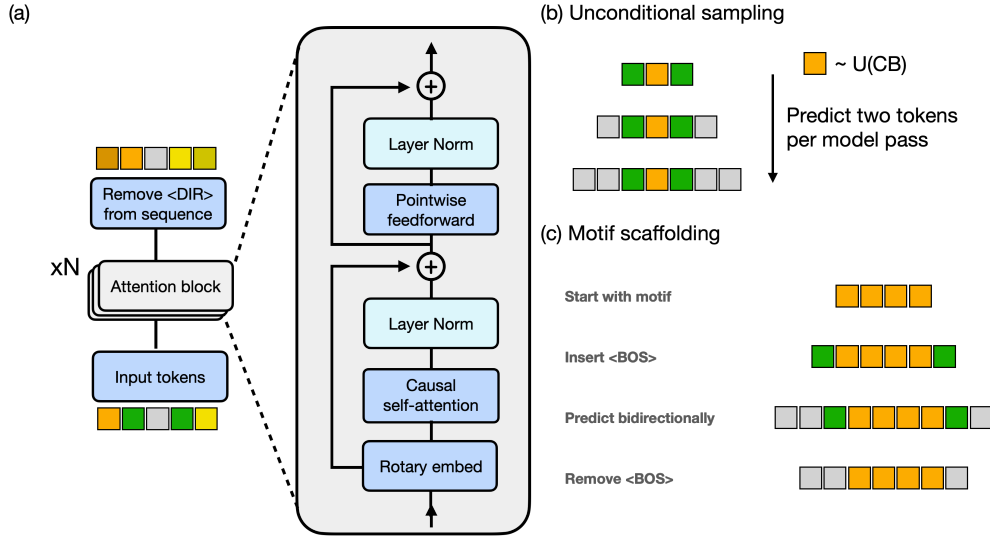 (a)
Remove <DIR>
from sequence
xN
Attention block
Input tokens
Layer Norm
Pointwise
feedforward
Layer Norm
Causal
self-attention
Rotary embed
(b) Unconditional sampling
~ U(CB)
Predict two tokens
per model pass
(c) Motif scaffolding
Start with motif
Insert <BOS>
Predict bidirectionally
Remove <BOS>